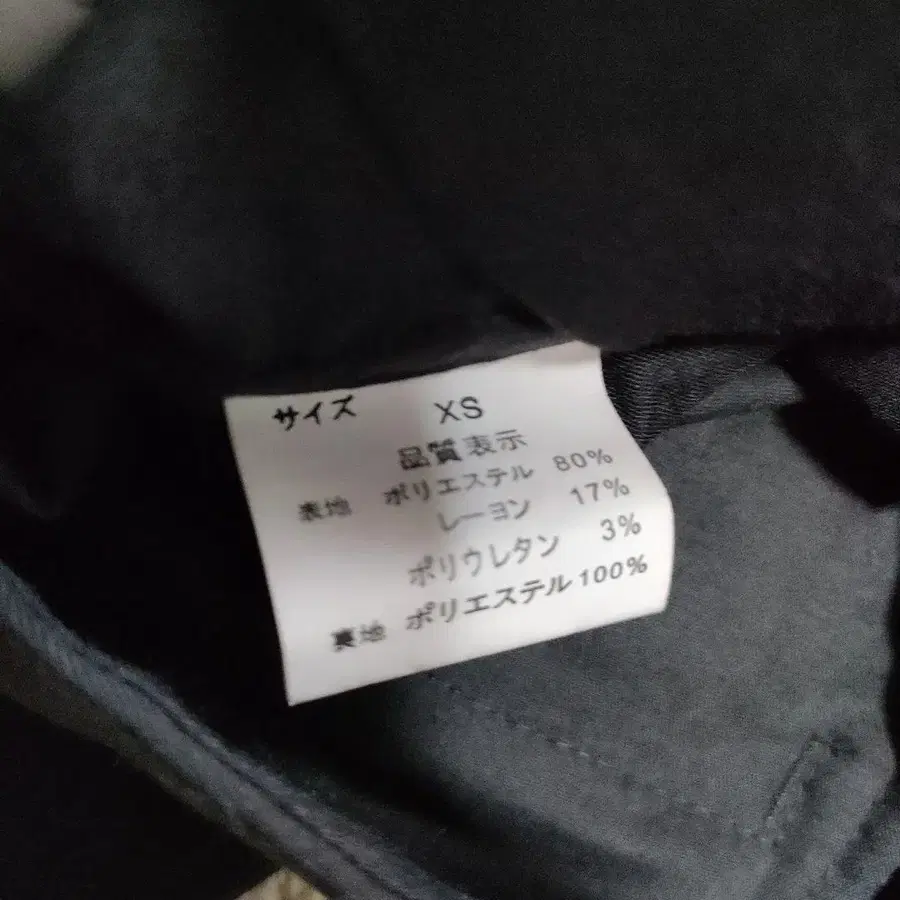 サイズ XS
品質表示
表地 ポリエステル 80%
レーヨン 17%
ポリウレタン 3%
裏地 ポリエステル 100%